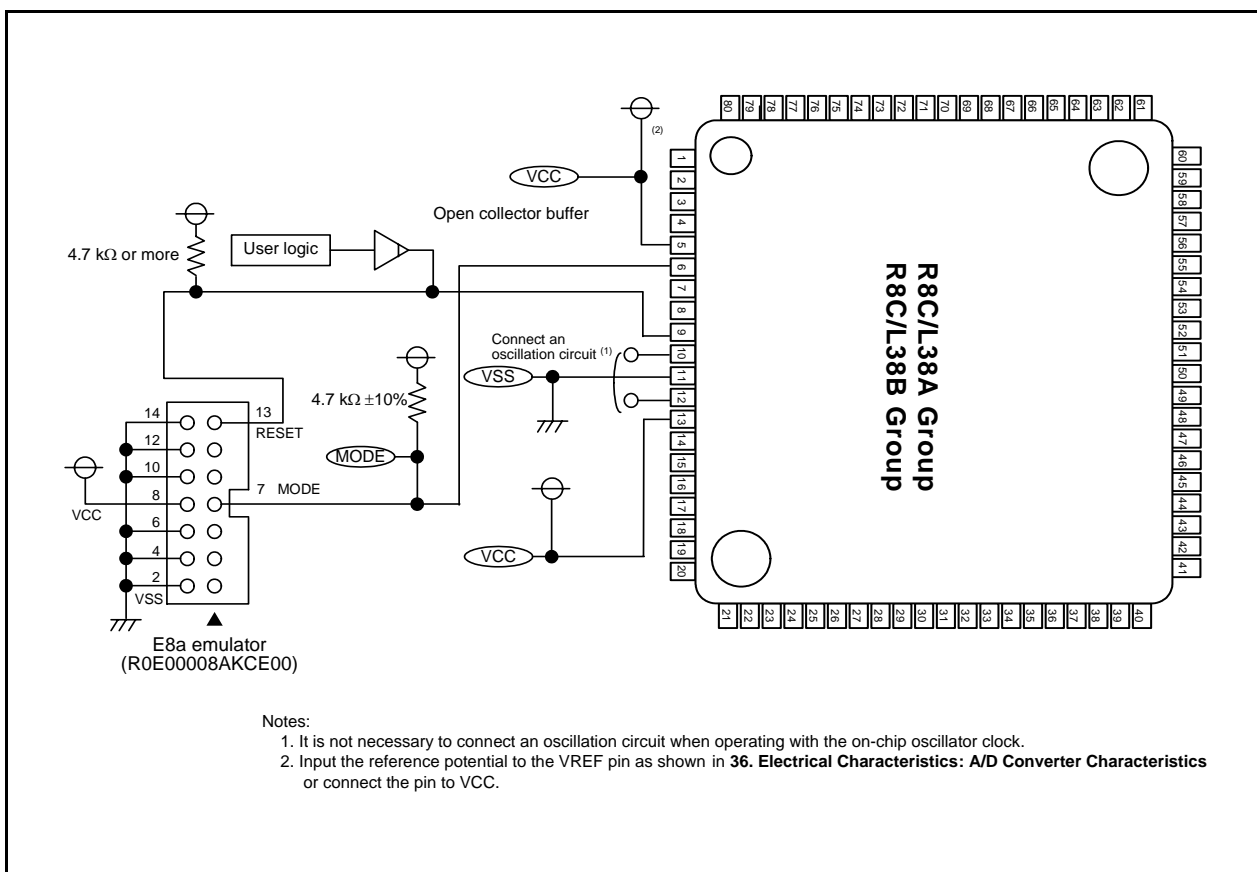 80 79 78 77 76 75 74 73 72 71 70 69 68 67 66 65 64 63 62 61
(2)
VCC
Open collector buffer
4.7 kΩ or more
User logic
1
2
3
4
5
6
7
8
9
10
11
12
13
14
15
16
17
18
19
20
Connect an
oscillation circuit (1)
VSS
4.7 kΩ ±10%
MODE
VCC
R8C/L38A Group
R8C/L38B Group
60
59
58
57
56
55
54
53
52
51
50
49
48
47
46
45
44
43
42
41
14
13
RESET
12
10
8
7 MODE
VCC
6
4
2
VSS
E8a emulator
(R0E00008AKCE00)
21 22 23 24 25 26 27 28 29 30 31 32 33 34 35 36 37 38 39 40
Notes:
1. It is not necessary to connect an oscillation circuit when operating with the on-chip oscillator clock.
2. Input the reference potential to the VREF pin as shown in 36. Electrical Characteristics: A/D Converter Characteristics
or connect the pin to VCC.